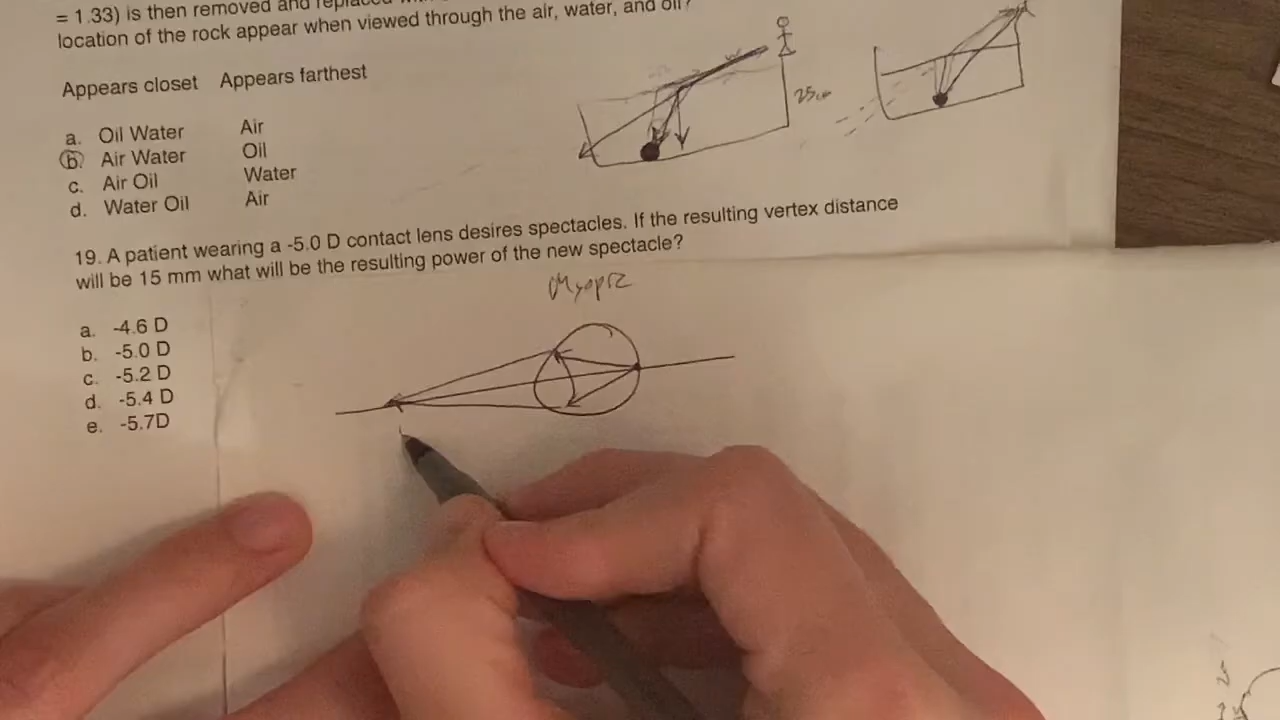 = 1.33) is then removed and replaced
location of the rock appear when viewed through the air, water, and oil?
Appears closet Appears farthest
a. Oil Water Air
b. Air Water Oil
c. Air Oil Water
d. Water Oil Air
25cm
19. A patient wearing a -5.0 D contact lens desires spectacles. If the resulting vertex distance
will be 15 mm what will be the resulting power of the new spectacle?
a. -4.6 D
b. -5.0 D
c. -5.2 D
d. -5.4 D
e. -5.7D